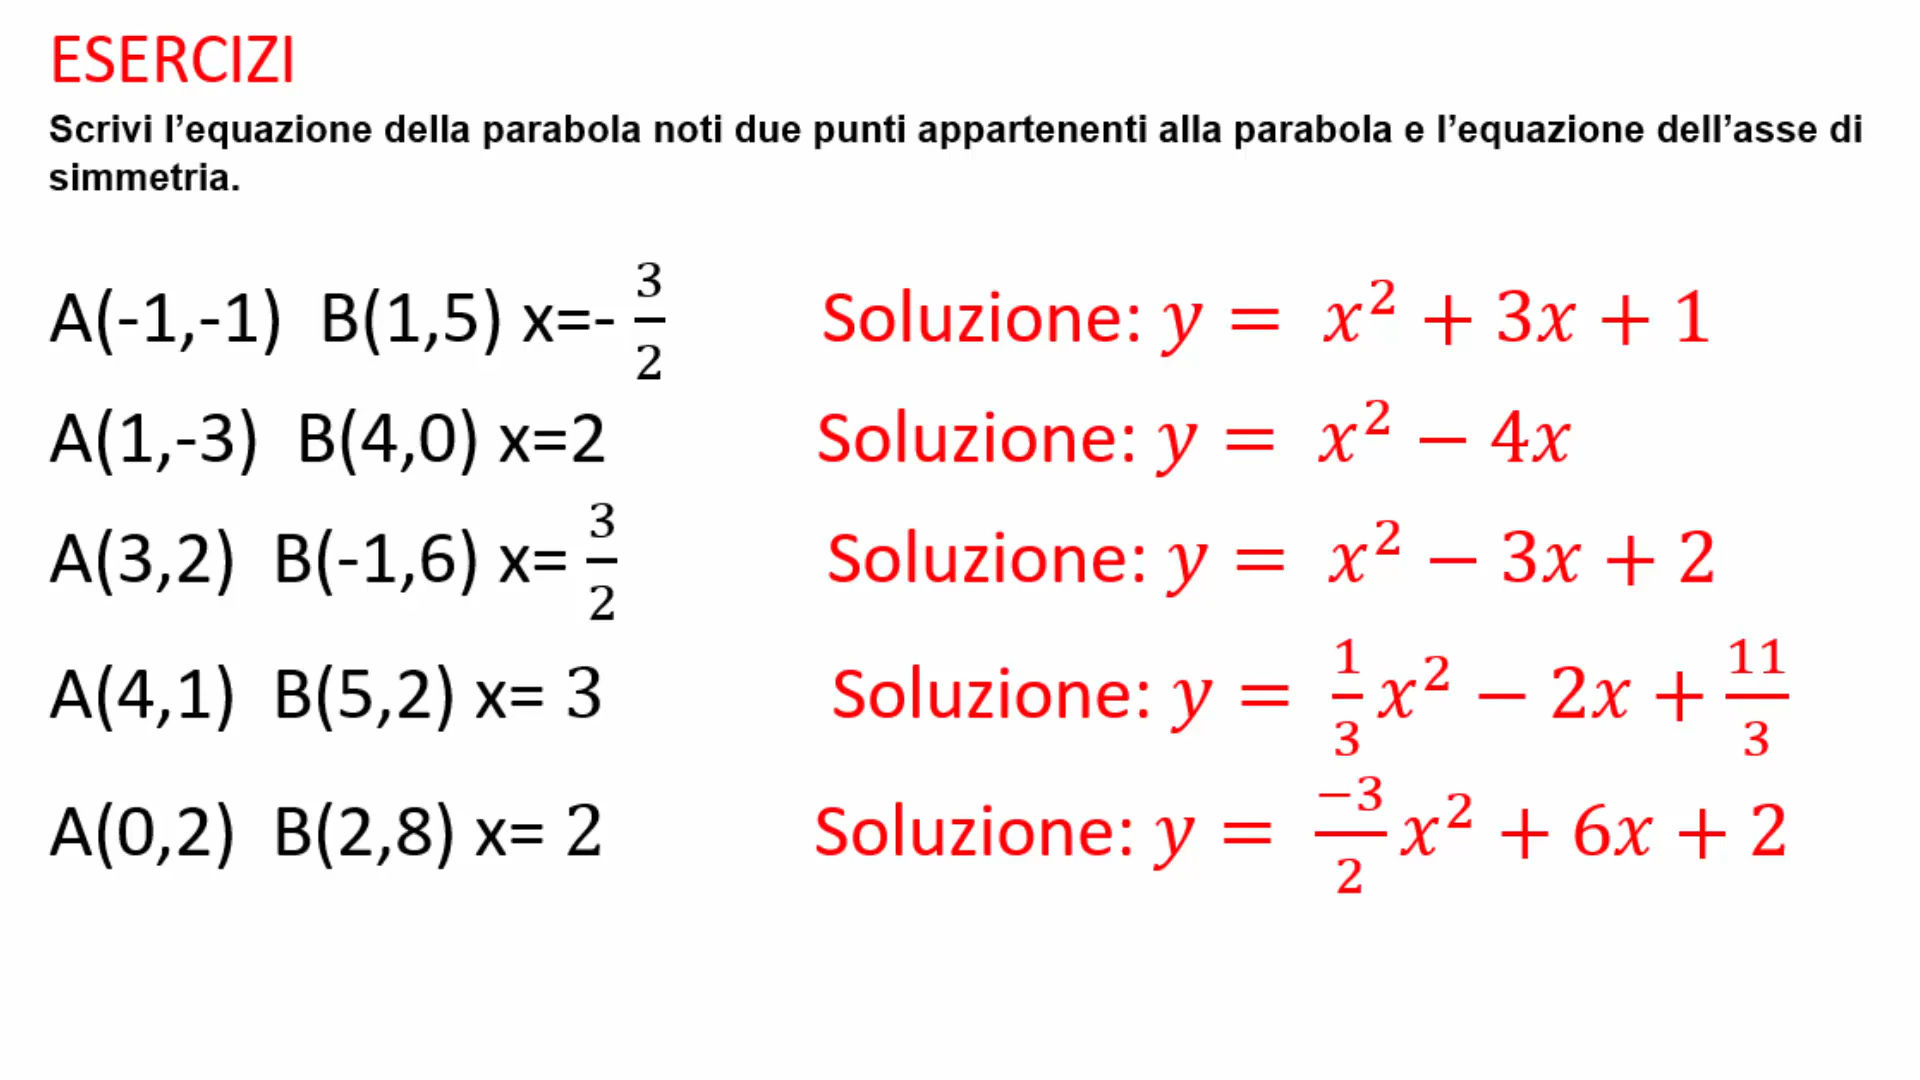 ESERCIZI
Scrivi l’equazione della parabola noti due punti appartenenti alla parabola e l’equazione dell’asse di
simmetria.
A(-1,-1)  B(1,5) x=- 3/2 Soluzione: y = x² + 3x + 1
A(1,-3)  B(4,0) x=2 Soluzione: y = x² − 4x
A(3,2)  B(-1,6) x= 3/2 Soluzione: y = x² − 3x + 2
A(4,1)  B(5,2) x= 3 Soluzione: y = 1/3 x² − 2x + 11/3
A(0,2)  B(2,8) x= 2 Soluzione: y = −3/2 x² + 6x + 2